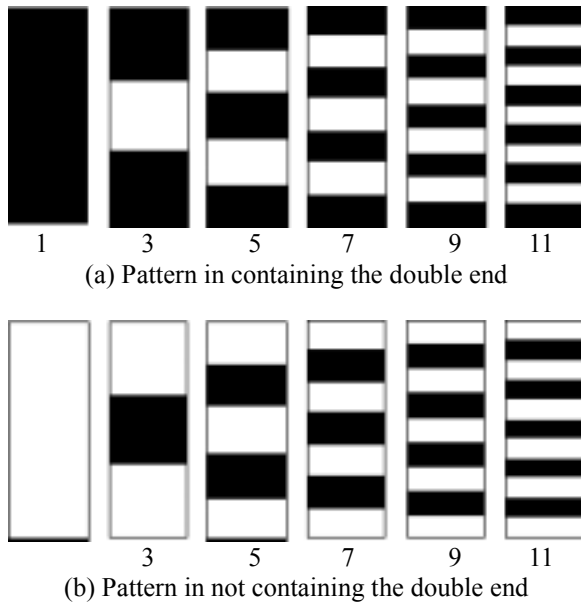 1 3 5 7 9 11
(a) Pattern in containing the double end
3 5 7 9 11
(b) Pattern in not containing the double end